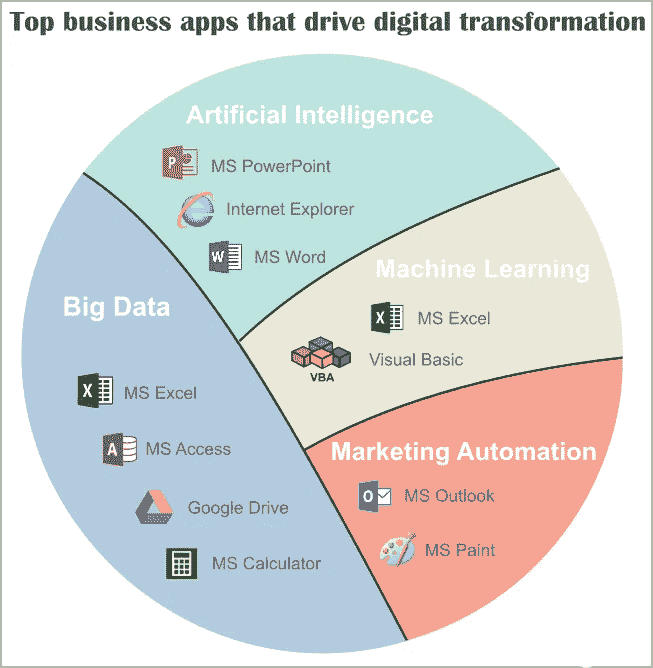 Top business apps that drive digital transformation
Artificial Intelligence
P
MS PowerPoint
Internet Explorer
W
MS Word
Machine Learning
X
MS Excel
VBA
Visual Basic
Big Data
X
MS Excel
A
MS Access
Google Drive
MS Calculator
Marketing Automation
O
MS Outlook
MS Paint